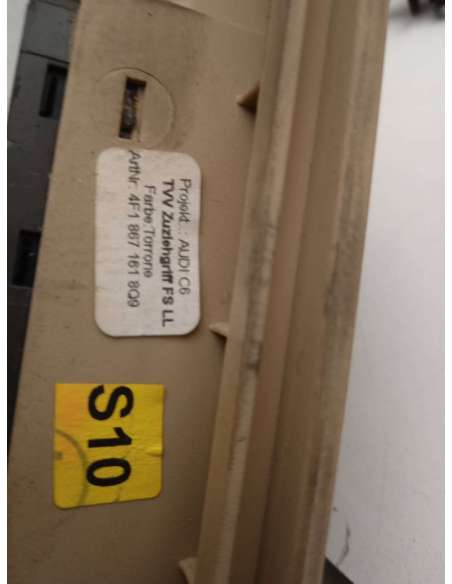 Projekt..: AUDI C6
TVV Zuziehgriff FS LL
Farbe:Torrone
ArtNr. 4F1 867 161 8Q9
S10